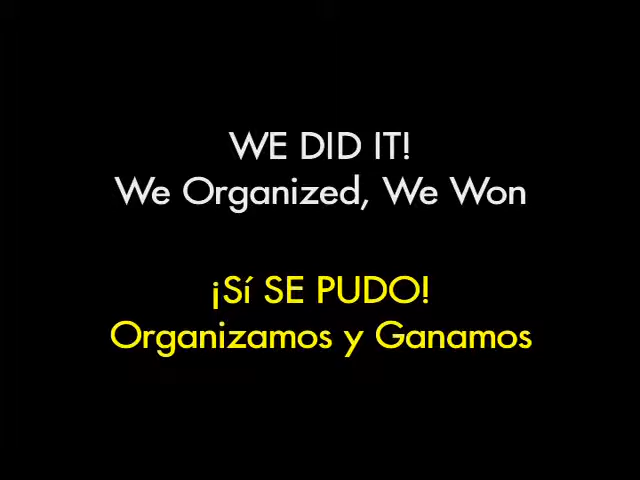 WE DID IT!
We Organized, We Won
¡Sí SE PUDO!
Organizamos y Ganamos